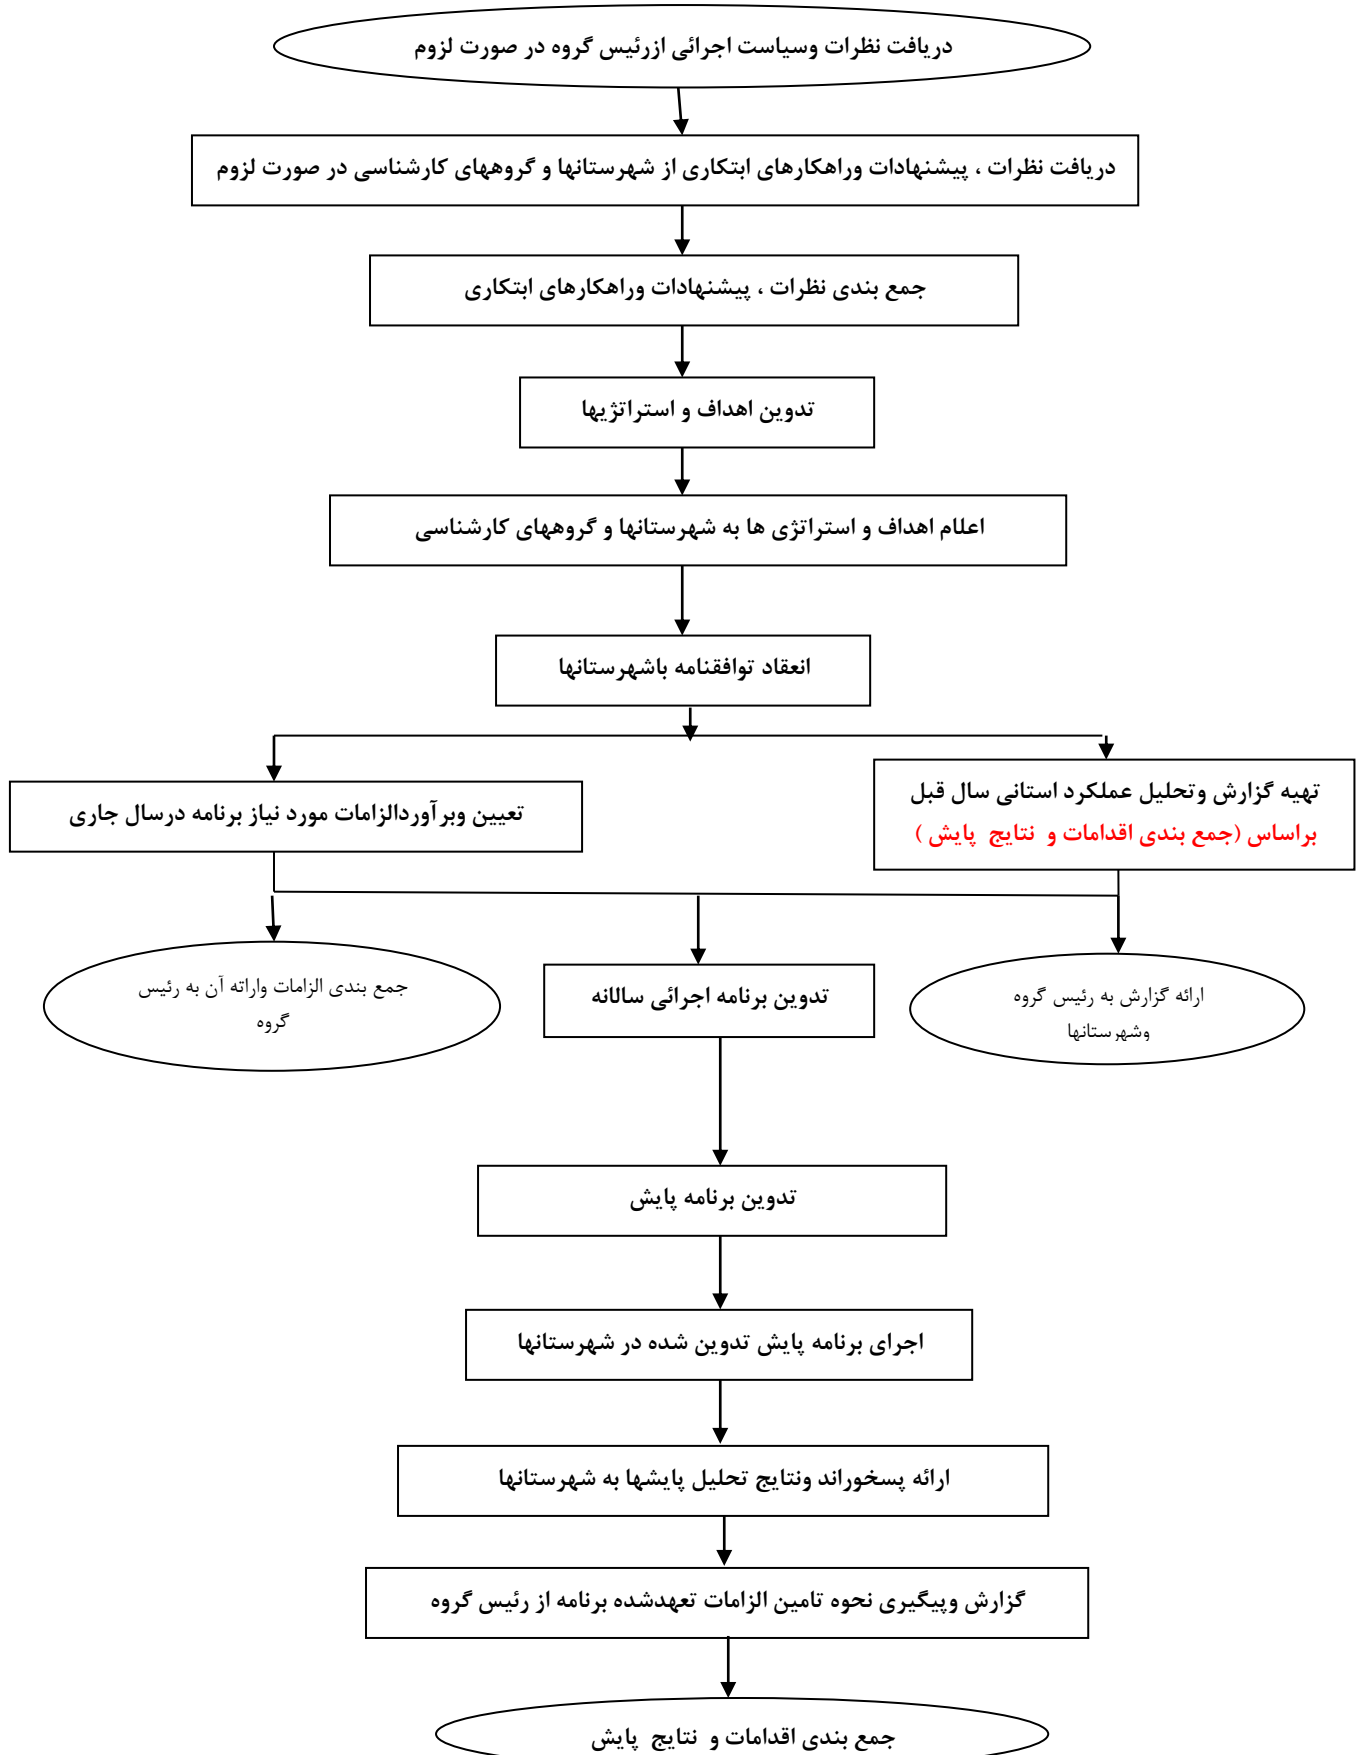 دریافت نظرات وسیاست اجرائی ازرئیس گروه در صورت لزوم
دریافت نظرات ، پیشنهادات وراهکارهای ابتکاری از شهرستانها و گروههای کارشناسی در صورت لزوم
جمع بندی نظرات ، پیشنهادات وراهکارهای ابتکاری
تدوین اهداف و استراتژیها
اعلام اهداف و استراتژی ها به شهرستانها و گروههای کارشناسی
انعقاد توافقنامه باشهرستانها
تهیه گزارش وتحلیل عملکرد استانی سال قبل
براساس (جمع بندی اقدامات و نتایج پایش )
تعیین وبرآوردالزامات مورد نیاز برنامه درسال جاری
ارائه گزارش به رئیس گروه
وشهرستانها
تدوین برنامه اجرائی سالانه
جمع بندی الزامات واراته آن به رئیس
گروه
تدوین برنامه پایش
اجرای برنامه پایش تدوین شده در شهرستانها
ارائه پسخوراند ونتایج تحلیل پایشها به شهرستانها
گزارش وپیگیری نحوه تامین الزامات تعهدشده برنامه از رئیس گروه
جمع بندی اقدامات و نتایج پایش